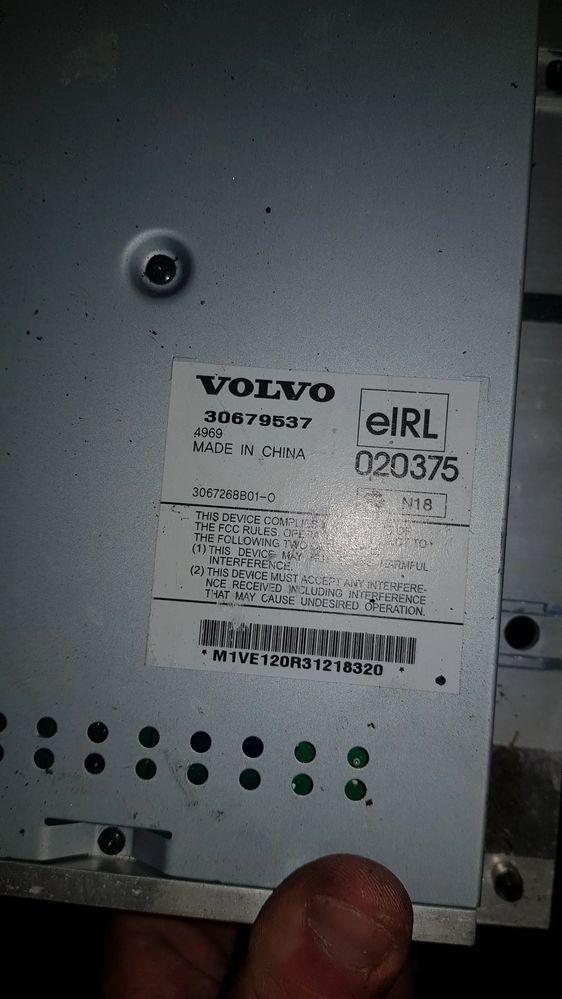 VOLVO
30679537
4969
MADE IN CHINA
eIRL
020375
3067268B01-0
N18
THIS DEVICE COMPLIES
THE FCC RULES. TO
THE FOLLOWING TWO
(1) THIS DEVICE MAY HARMFUL
INTERFERENCE.
(2) THIS DEVICE MUST ACCEPT ANY INTERFERE-
NCE RECEIVED INCLUDING INTERFERENCE
THAT MAY CAUSE UNDESIRED OPERATION.
* M1VE120R31218320 *